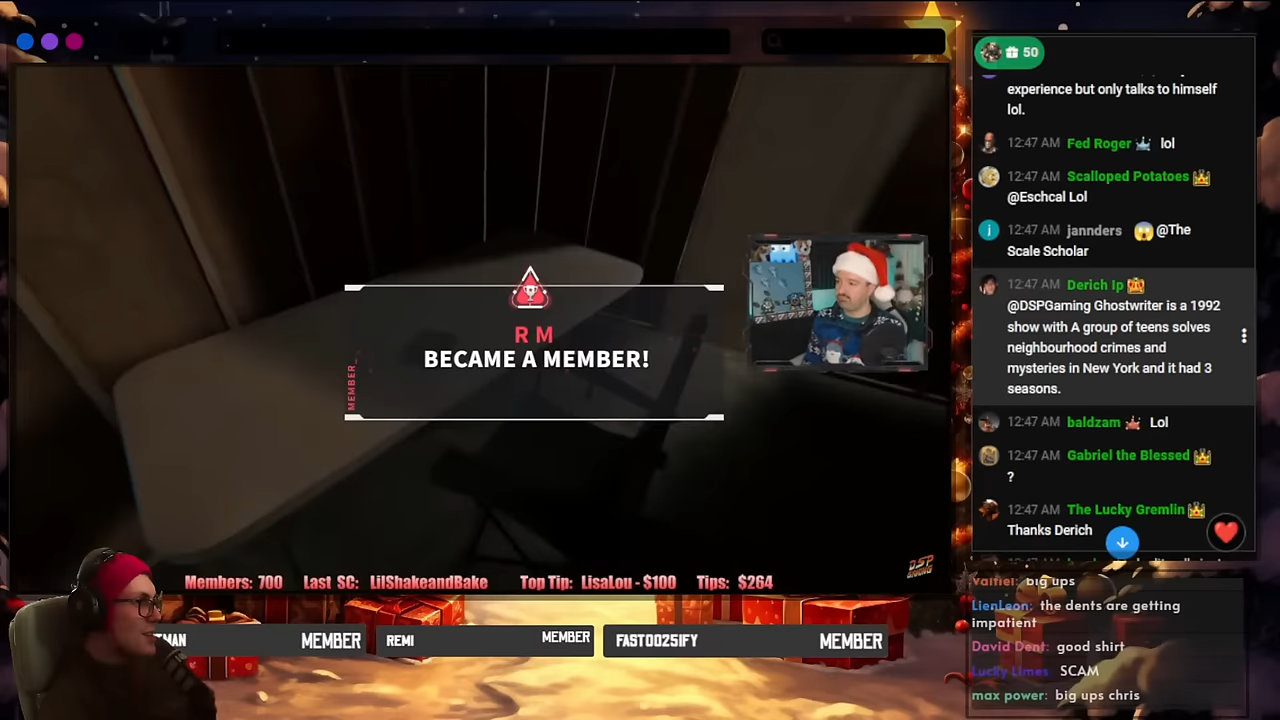 50
experience but only talks to himself
lol.
12:47 AM Fed Roger lol
12:47 AM Scalloped Potatoes
@Eschcal Lol
12:47 AM jannders @The
Scale Scholar
12:47 AM Derich Ip
@DSPGaming Ghostwriter is a 1992
show with A group of teens solves
neighbourhood crimes and
mysteries in New York and it had 3
seasons.
12:47 AM baldzam Lol
12:47 AM Gabriel the Blessed
?
12:47 AM The Lucky Gremlin
Thanks Derich
R M
BECAME A MEMBER!
MEMBER
DSP
GAMING
Members: 700 Last SC: LilShakeandBake Top Tip: LisaLou - $100 Tips: $264
TMAN MEMBER
REMI MEMBER
FAST0025IFY MEMBER
big ups
LienLeon: the dents are getting
impatient
David Dent: good shirt
Lucky Limes: SCAM
max power: big ups chris